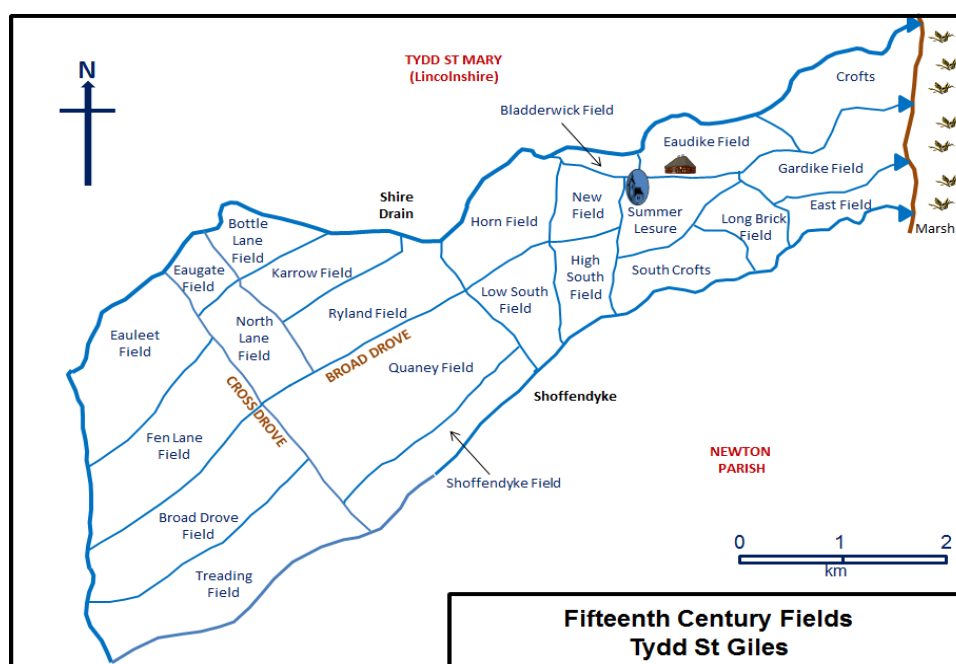 TYDD ST MARY
(Lincolnshire)
N
Crofts
Bladderwick Field
Eaudike Field
Gardike Field
Shire
Drain
Horn Field
New
Field
Summer
Lesure
Long Brick
Field
East Field
Marsh
Bottle
Lane
Field
Eaugate
Field
Karrow Field
High
South
Field
South Crofts
Low South
Field
Ryland Field
North
Lane
Field
Eauleet
Field
BROAD DROVE
Quaney Field
CROSS DROVE
Shoffendyke
Fen Lane
Field
NEWTON
PARISH
Shoffendyke Field
Broad Drove
Field
Treading
Field
0 1 2
km
Fifteenth Century Fields
Tydd St Giles